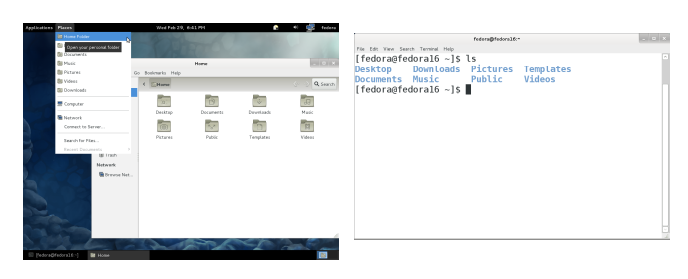 Applications Places Wed Feb 29, 6:41 PM fedora
Home Folder
Open your personal folder
Documents
Music
Pictures
Videos
Downloads
Computer
Network
Connect to Server...
Search for Files...
Recent Documents
Home
Go Bookmarks Help
Home Search
Desktop Documents Downloads Music
Pictures Public Templates Videos
Trash
Network
Browse Net...
[fedora@fedora16:~] Home
fedora@fedora16:~
File Edit View Search Terminal Help
[fedora@fedora16 ~]$ ls
Desktop Downloads Pictures Templates
Documents Music Public Videos
[fedora@fedora16 ~]$